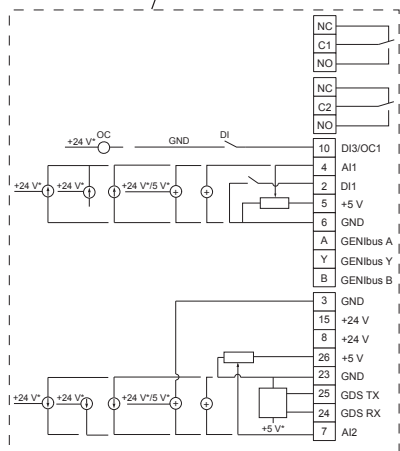 NC
C1
NO
NC
C2
NO
+24 V* OC GND DI 10 DI3/OC1
4 AI1
+24 V* +24 V* +24 V*/5 V* 2 DI1
5 +5 V
6 GND
A GENIbus A
Y GENIbus Y
B GENIbus B
3 GND
15 +24 V
8 +24 V
26 +5 V
23 GND
25 GDS TX
+24 V* +24 V* +24 V*/5 V* 24 GDS RX
+5 V* 7 AI2